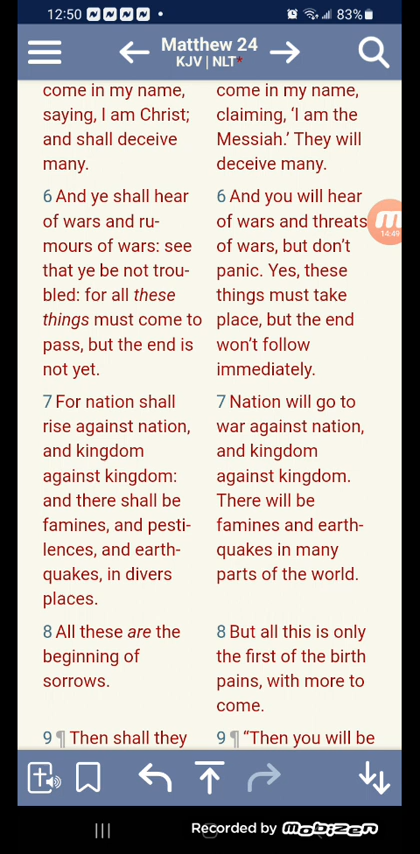 12:50
83%
Matthew 24
KJV | NLT*
come in my name,
saying, I am Christ;
and shall deceive
many.
6 And ye shall hear
of wars and ru-
mours of wars: see
that ye be not trou-
bled: for all these
things must come to
pass, but the end is
not yet.
7 For nation shall
rise against nation,
and kingdom
against kingdom:
and there shall be
famines, and pesti-
lences, and earth-
quakes, in divers
places.
8 All these are the
beginning of
sorrows.
9 ¶ Then shall they
come in my name,
claiming, ‘I am the
Messiah.’ They will
deceive many.
6 And you will hear
of wars and threats
of wars, but don’t
panic. Yes, these
things must take
place, but the end
won’t follow
immediately.
7 Nation will go to
war against nation,
and kingdom
against kingdom.
There will be
famines and earth-
quakes in many
parts of the world.
8 But all this is only
the first of the birth
pains, with more to
come.
9 ¶ “Then you will be
Recorded by mobizen